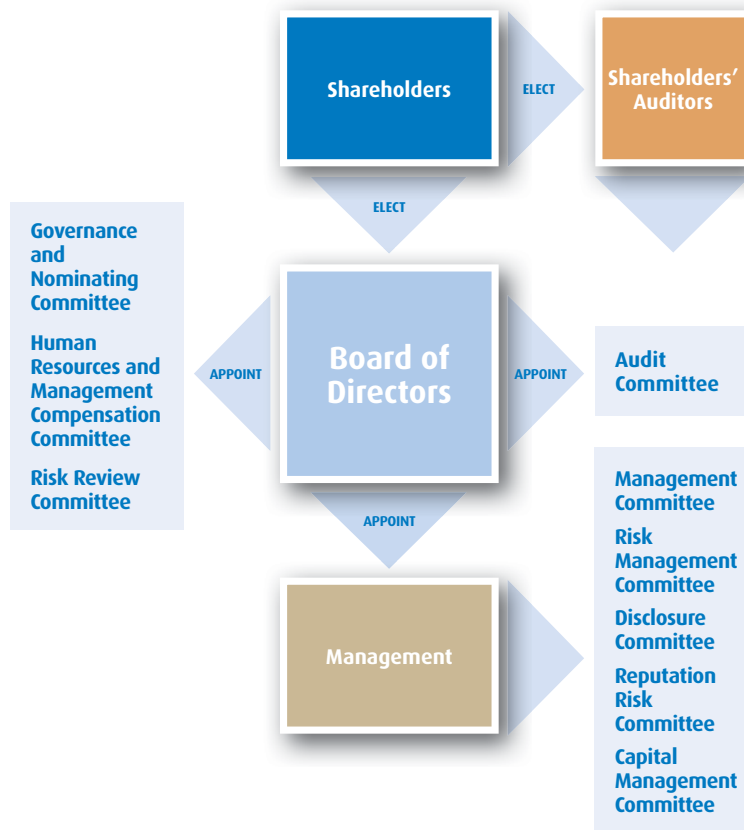 Shareholders
ELECT
Shareholders’
Auditors
ELECT
Governance
and
Nominating
Committee
Human
Resources and
Management
Compensation
Committee
Risk Review
Committee
APPOINT
Board of
Directors
APPOINT
Audit
Committee
APPOINT
Management
Management
Committee
Risk
Management
Committee
Disclosure
Committee
Reputation
Risk
Committee
Capital
Management
Committee